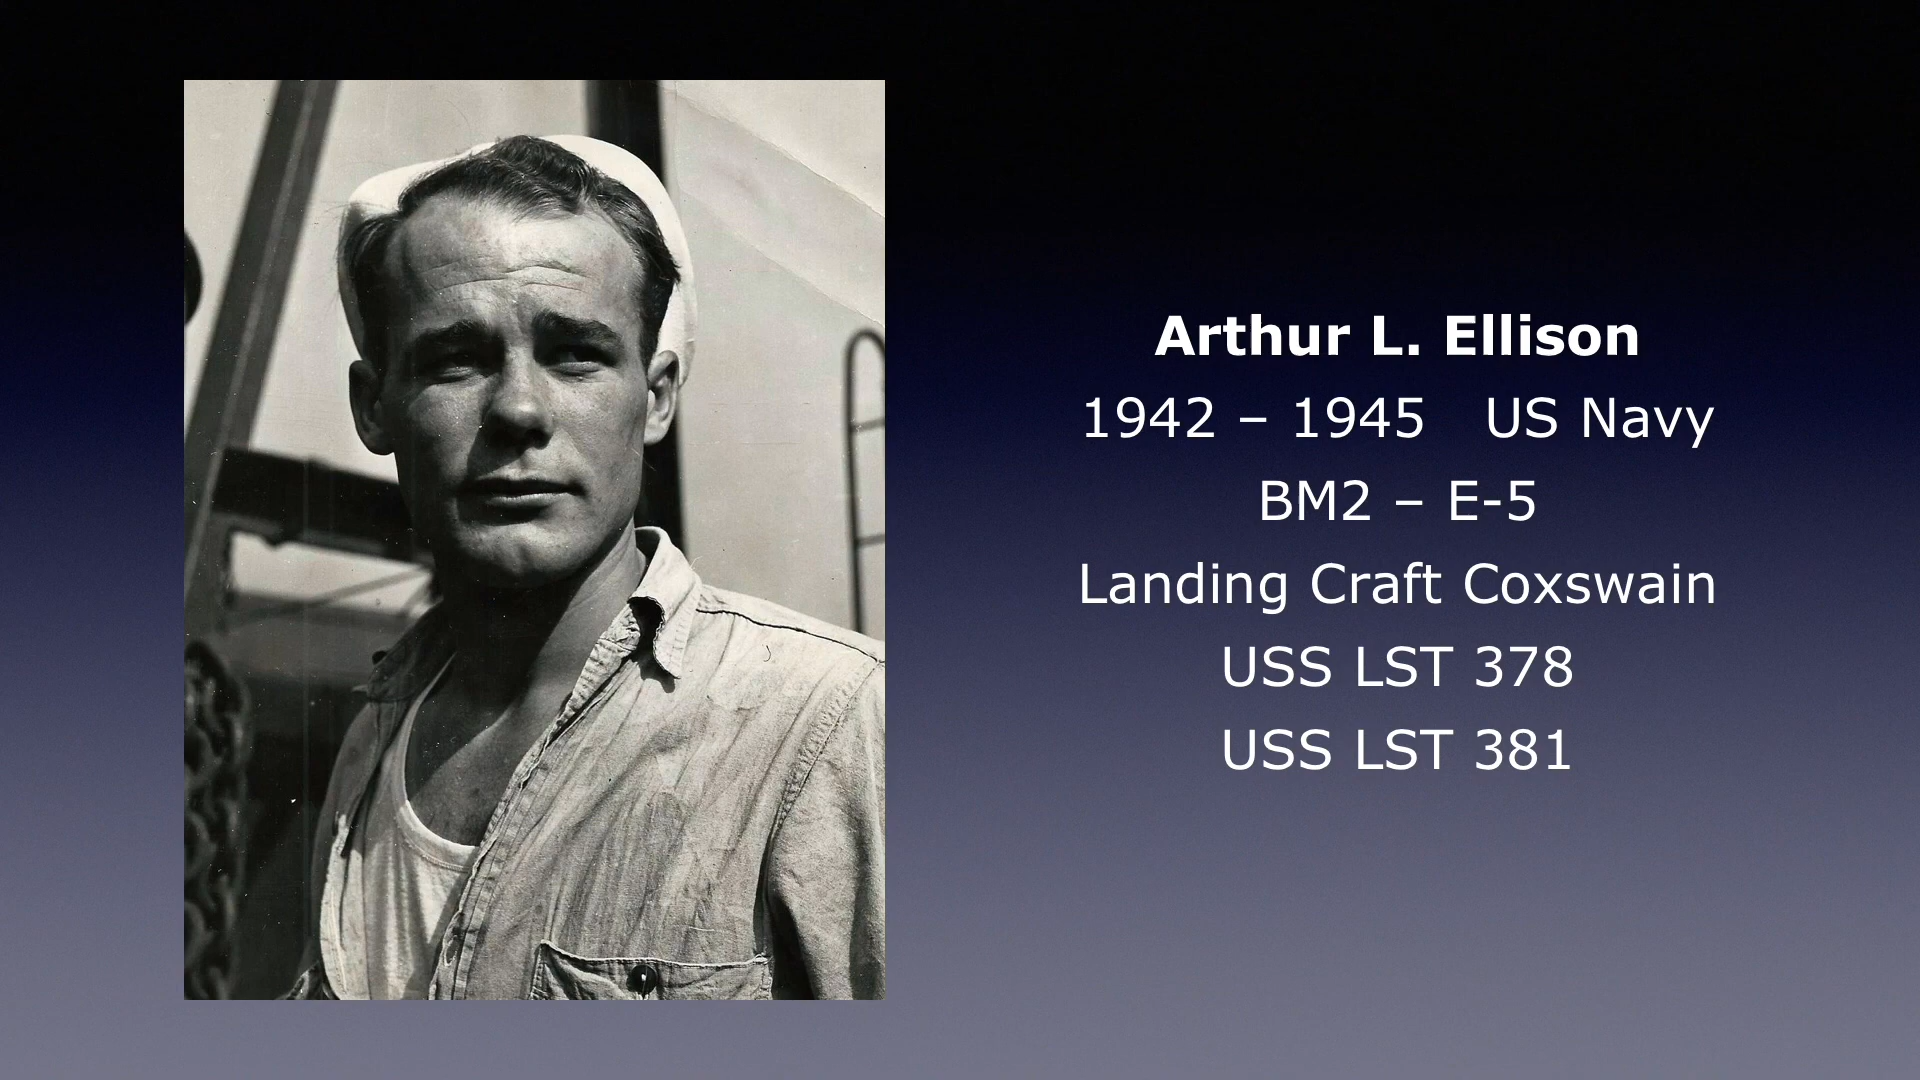 Arthur L. Ellison
1942 – 1945 US Navy
BM2 – E-5
Landing Craft Coxswain
USS LST 378
USS LST 381